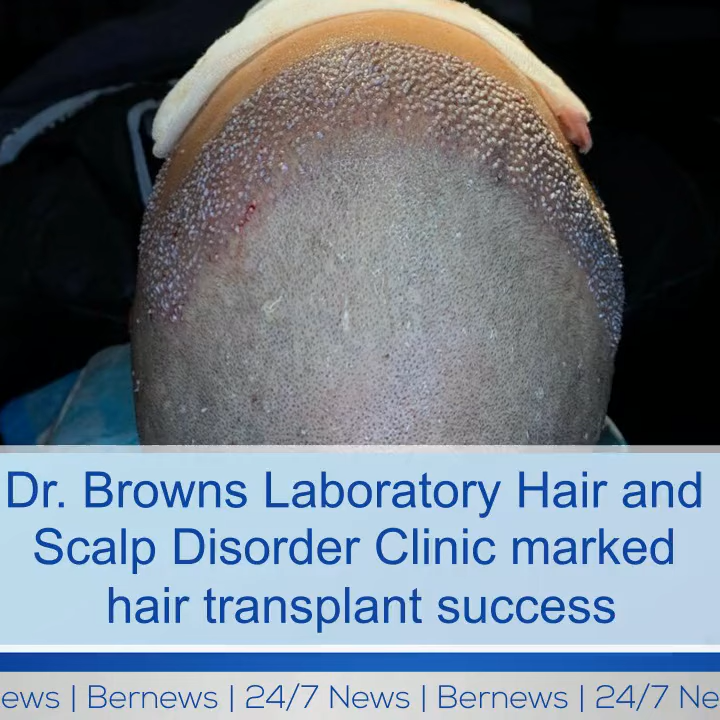 Dr. Browns Laboratory Hair and
Scalp Disorder Clinic marked
hair transplant success
ews | Bernews | 24/7 News | Bernews | 24/7 Ne